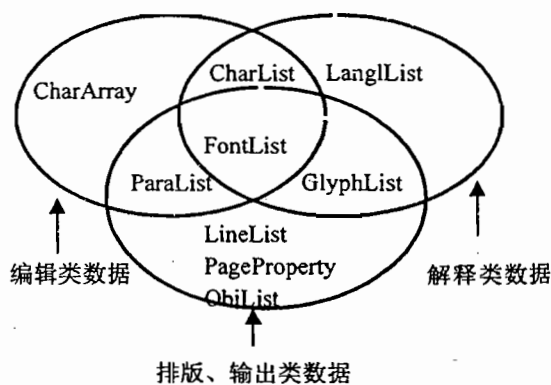 CharArray
CharList
LanglList
FontList
ParaList
GlyphList
LineList
PageProperty
ObiList
编辑类数据
解释类数据
排版、输出类数据